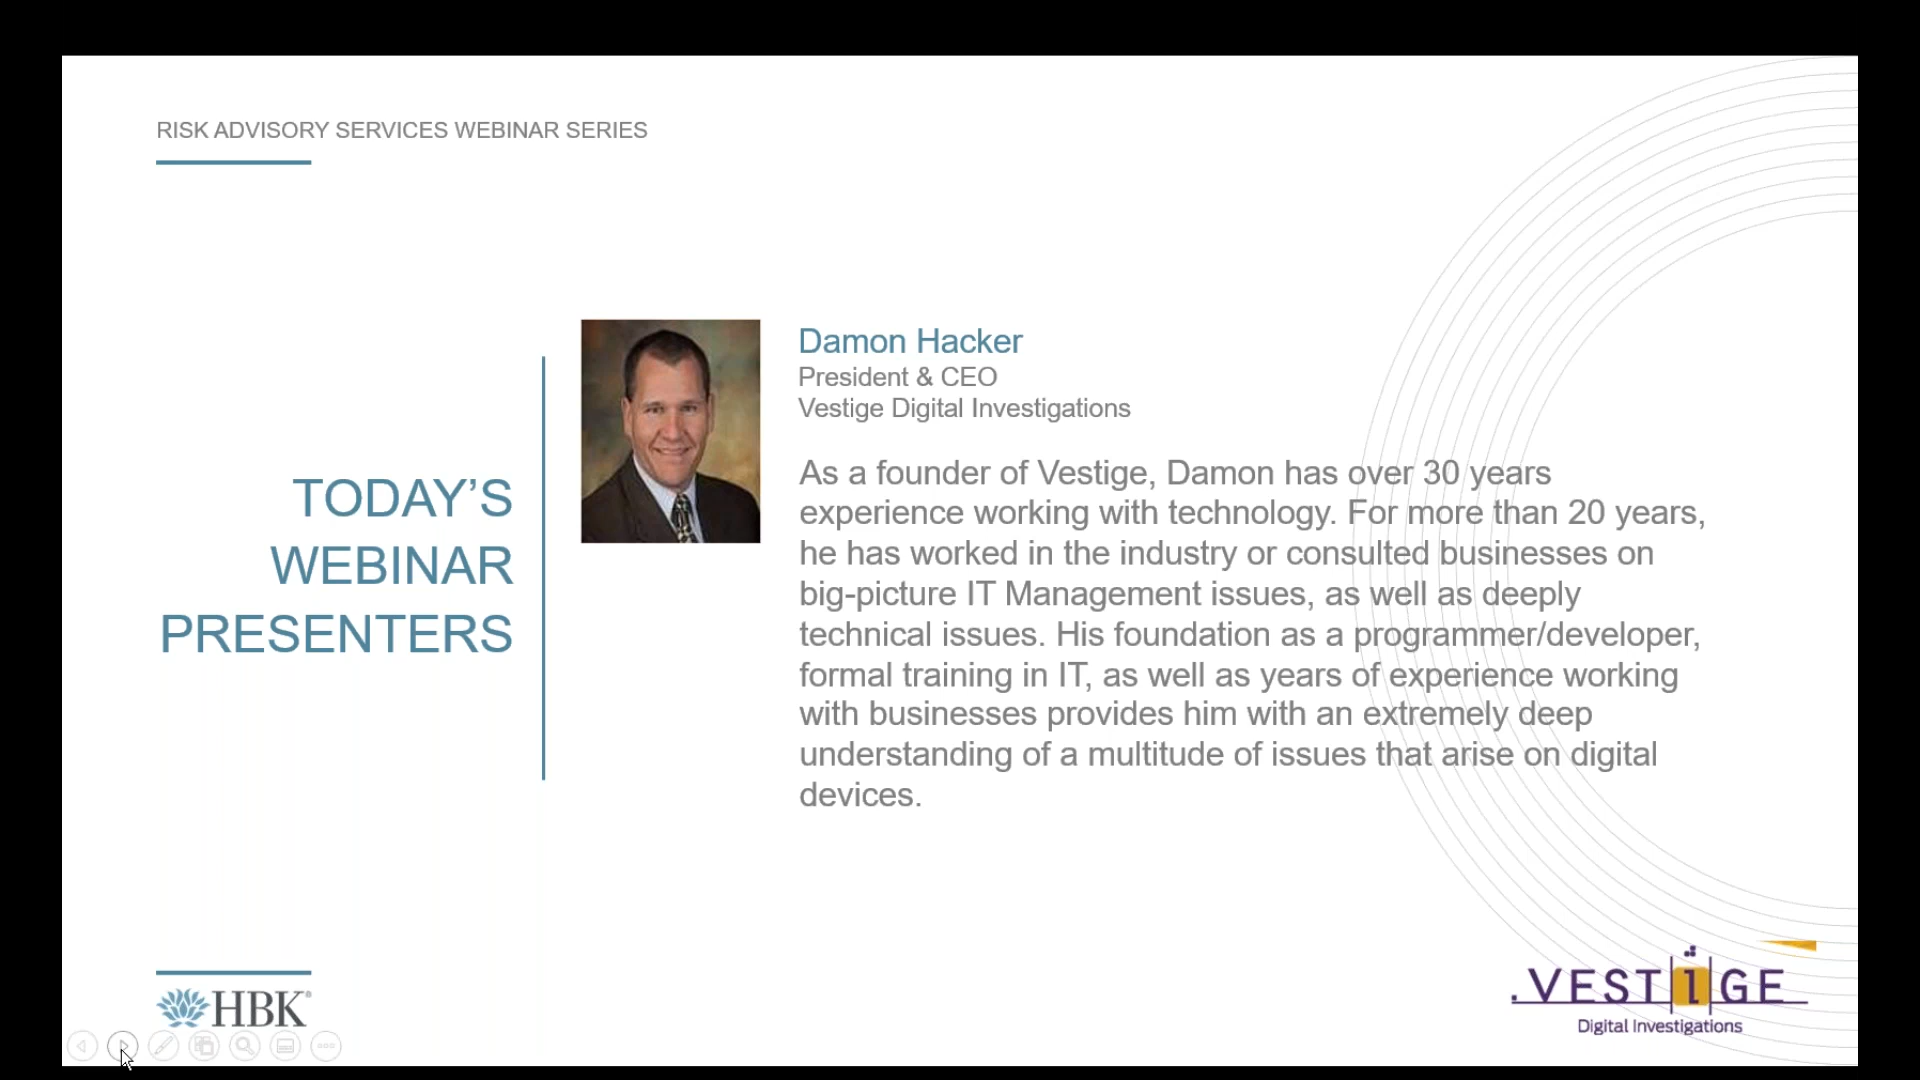 RISK ADVISORY SERVICES WEBINAR SERIES
TODAY'S
WEBINAR
PRESENTERS
Damon Hacker
President & CEO
Vestige Digital Investigations
As a founder of Vestige, Damon has over 30 years
experience working with technology. For more than 20 years,
he has worked in the industry or consulted businesses on
big-picture IT Management issues, as well as deeply
technical issues. His foundation as a programmer/developer,
formal training in IT, as well as years of experience working
with businesses provides him with an extremely deep
understanding of a multitude of issues that arise on digital
devices.
HBK®
VESTIGE
Digital Investigations